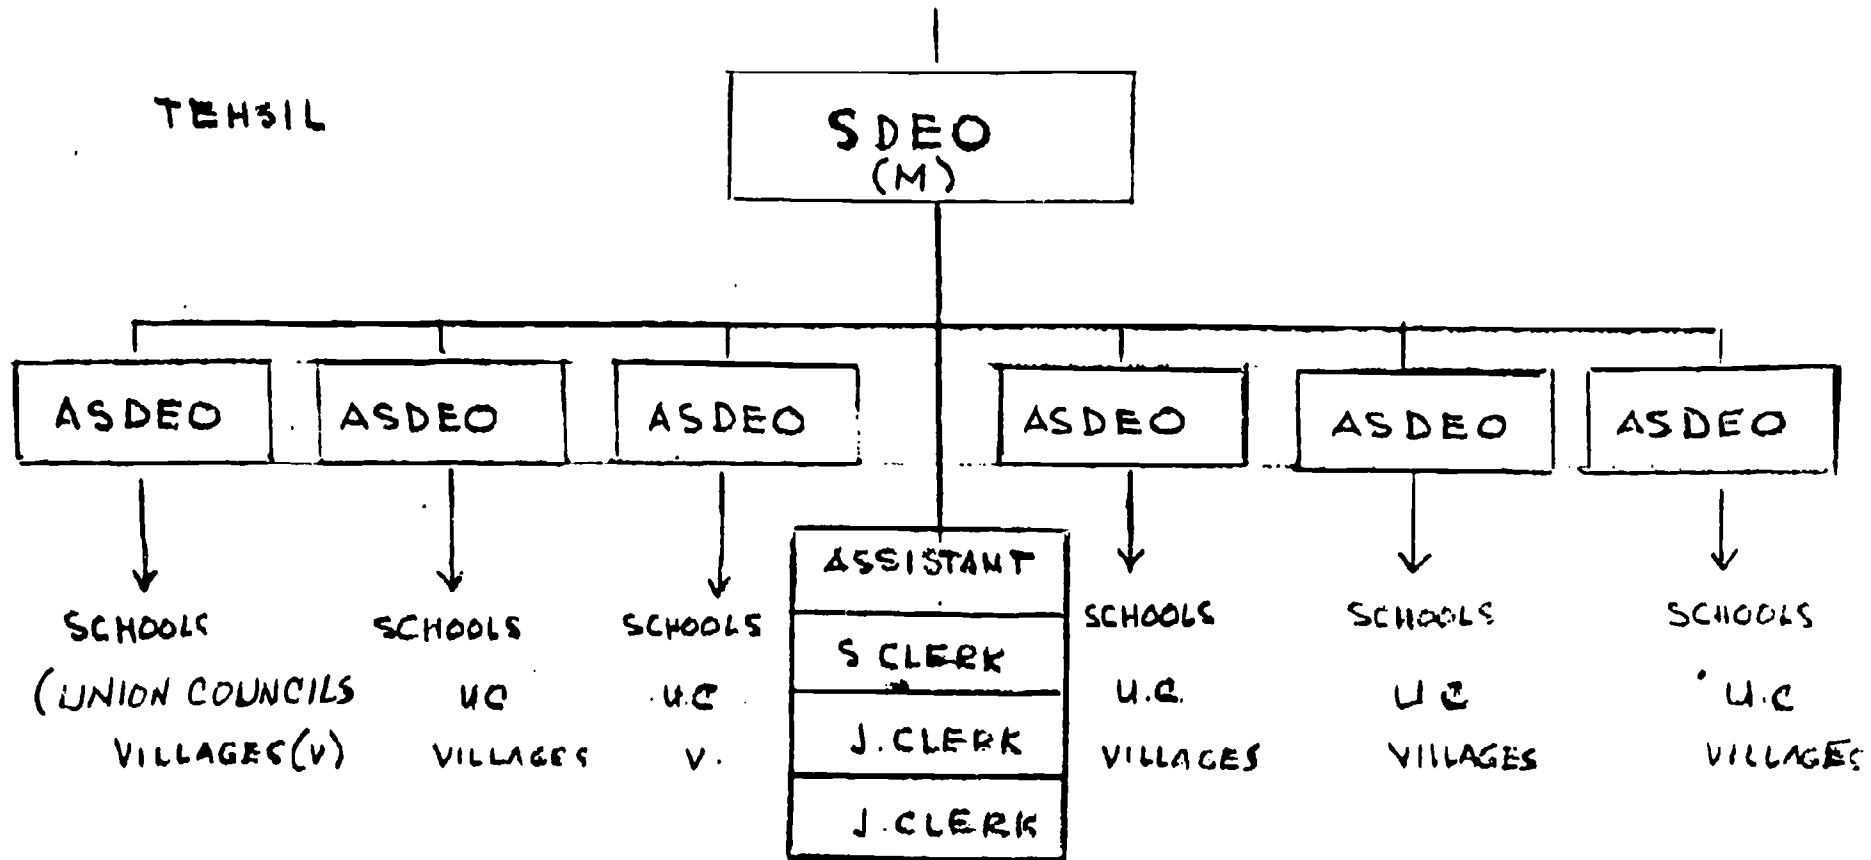 TEHSIL
SDEO
(M)
ASDEO ASDEO ASDEO ASDEO ASDEO ASDEO
ASSISTANT
S CLERK
J. CLERK
J. CLERK
SCHOOLS
(UNION COUNCILS
VILLAGES(V)
SCHOOLS
UC
VILLAGES
SCHOOLS
U.C
V.
SCHOOLS
U.C.
VILLAGES
SCHOOLS
UC
VILLAGES
SCHOOLS
U.C
VILLAGES